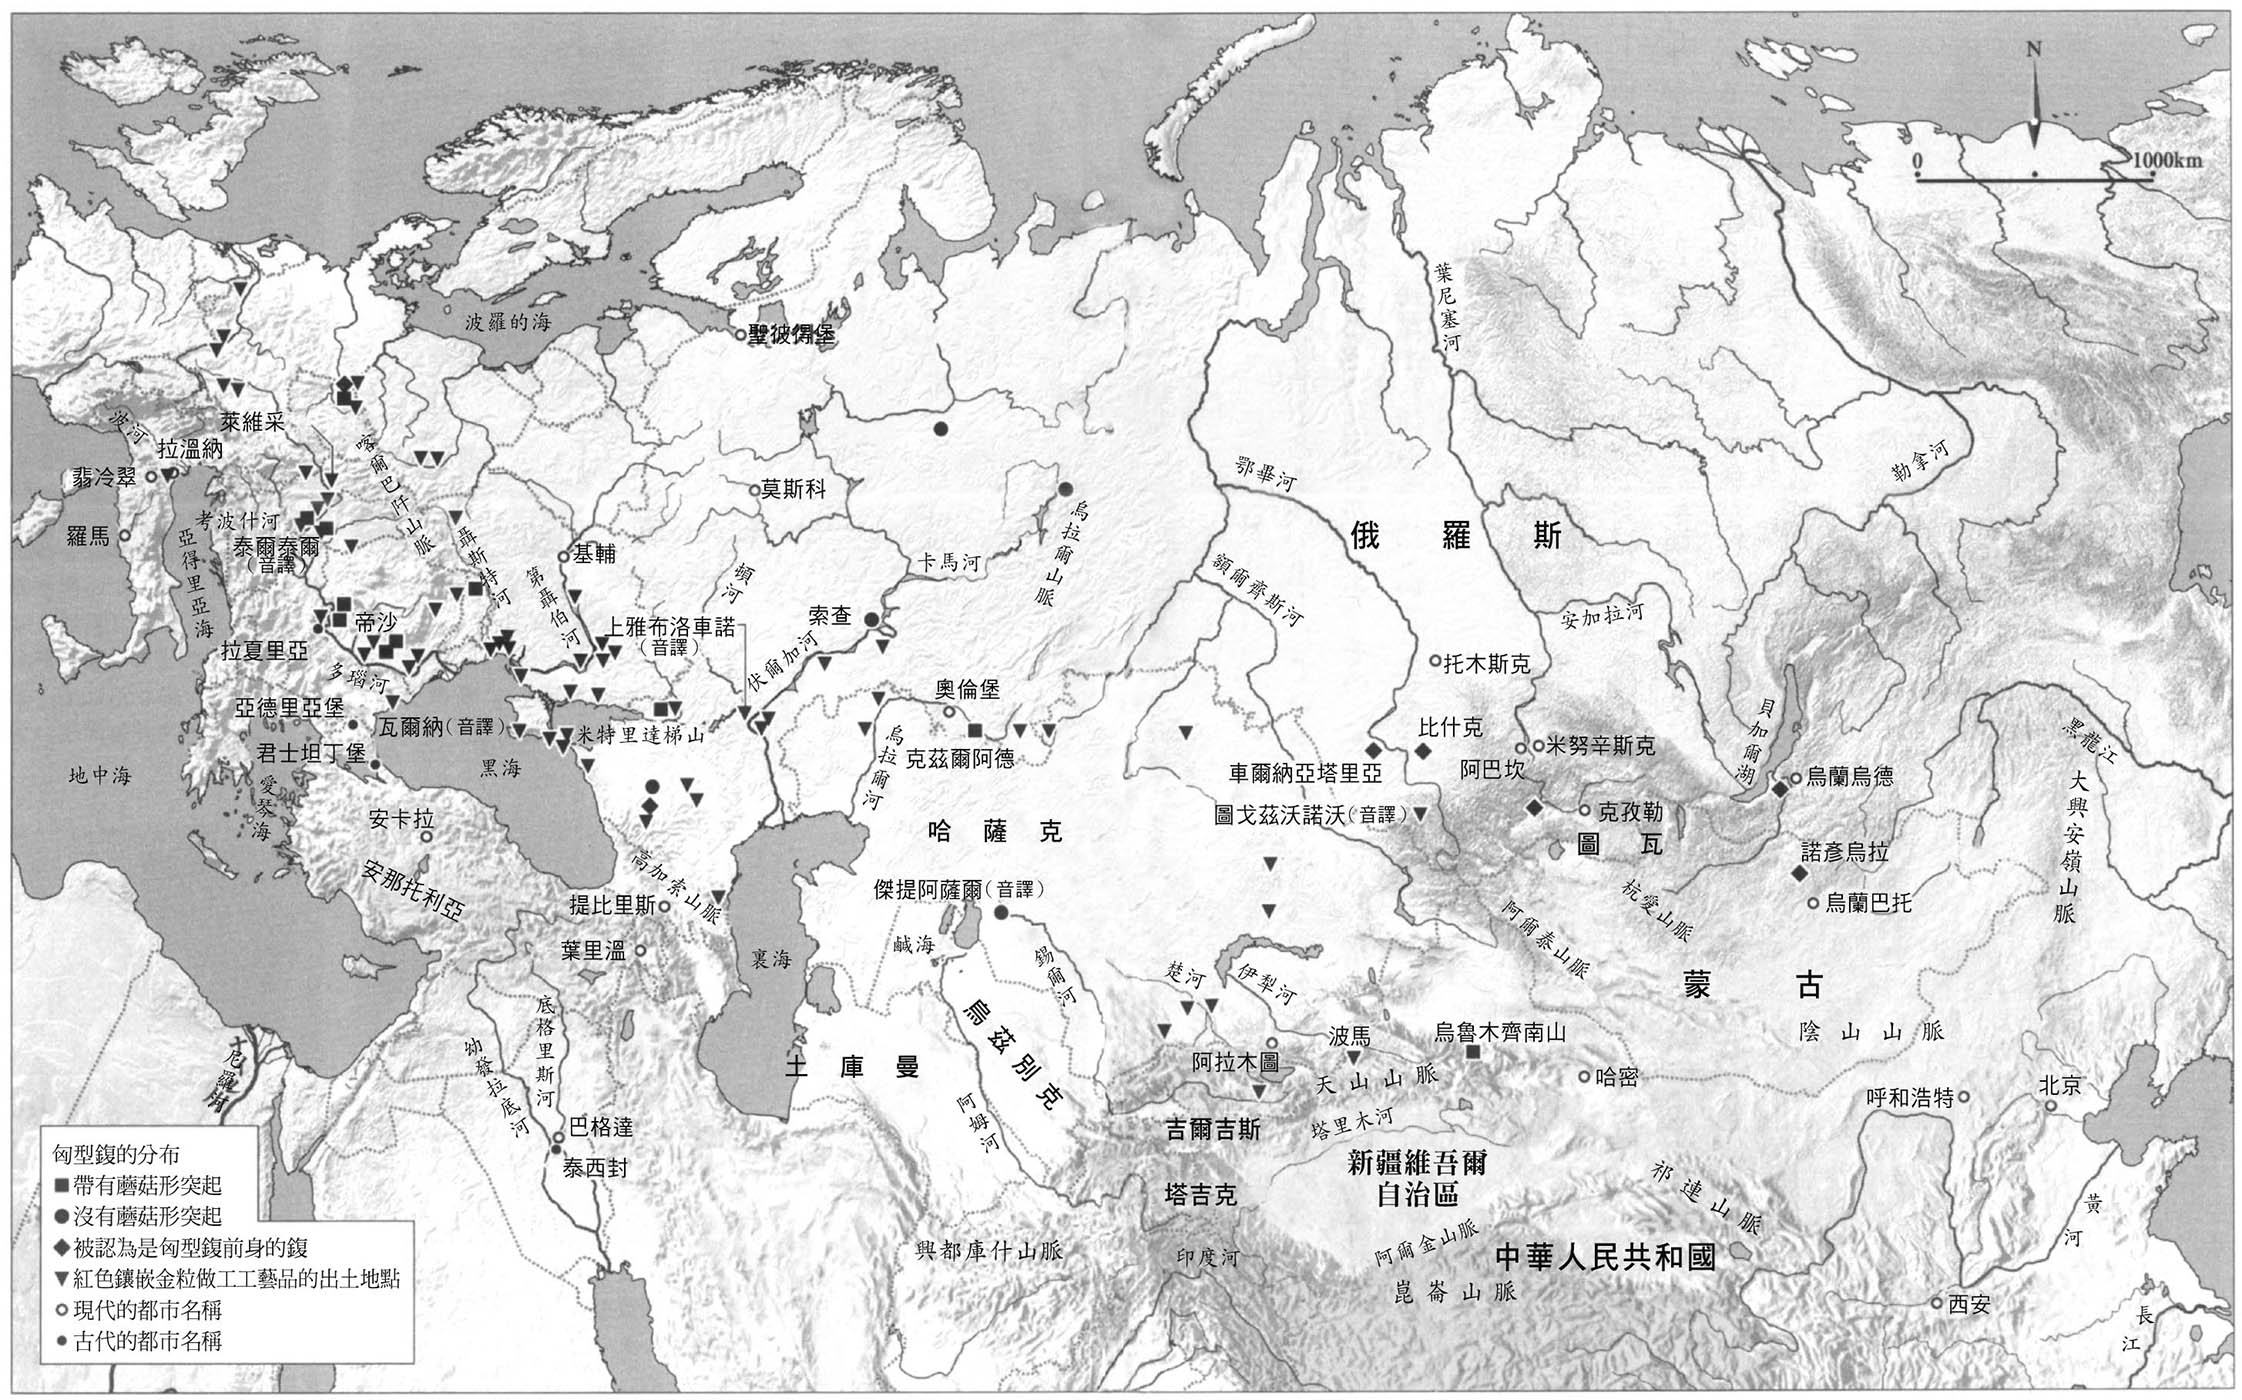 N
0 1000km
葉尼塞河
波羅的海
聖彼得堡
萊維采
波河
拉溫納
喀爾巴阡山脈
翡冷翠
莫斯科
鄂畢河
勒拿河
考波什河
羅馬
亞得里亞海
泰爾泰爾
(音譯)
聶斯特河
基輔
第聶伯河
頓河
卡馬河
烏拉爾山脈
額爾齊斯河
俄羅斯
安加拉河
帝沙
上雅布洛車諾
(音譯)
索查
拉夏里亞
多瑙河
伏爾加河
托木斯克
亞德里亞堡
瓦爾納(音譯)
米特里達梯山
奧倫堡
克茲爾阿德
烏拉爾河
比什克
車爾納亞塔里亞
阿巴坎
米努辛斯克
貝加爾湖
烏蘭烏德
黑龍江
君士坦丁堡
地中海
愛琴海
黑海
大興安嶺山脈
安卡拉
哈薩克
圖戈茲沃諾沃(音譯)
克孜勒
圖瓦
諾彥烏拉
安那托利亞
高加索山脈
提比里斯
傑提阿薩爾(音譯)
杭愛山脈
烏蘭巴托
阿爾泰山脈
葉里溫
裏海
鹹海
錫爾河
楚河
伊犁河
蒙古
底格里斯河
幼發拉底河
烏茲別克
波馬
烏魯木齊南山
陰山山脈
尼羅河
土庫曼
阿姆河
阿拉木圖
天山山脈
哈密
呼和浩特
北京
巴格達
泰西封
吉爾吉斯
塔里木河
新疆維吾爾
自治區
塔吉克
祁連山脈
黃河
興都庫什山脈
印度河
阿爾金山脈
中華人民共和國
崑崙山脈
西安
長江
匈型鍑的分布
帶有蘑菇形突起
沒有蘑菇形突起
被認為是匈型鍑前身的鍑
紅色鑲嵌金粒做工工藝品的出土地點
現代的都市名稱
古代的都市名稱